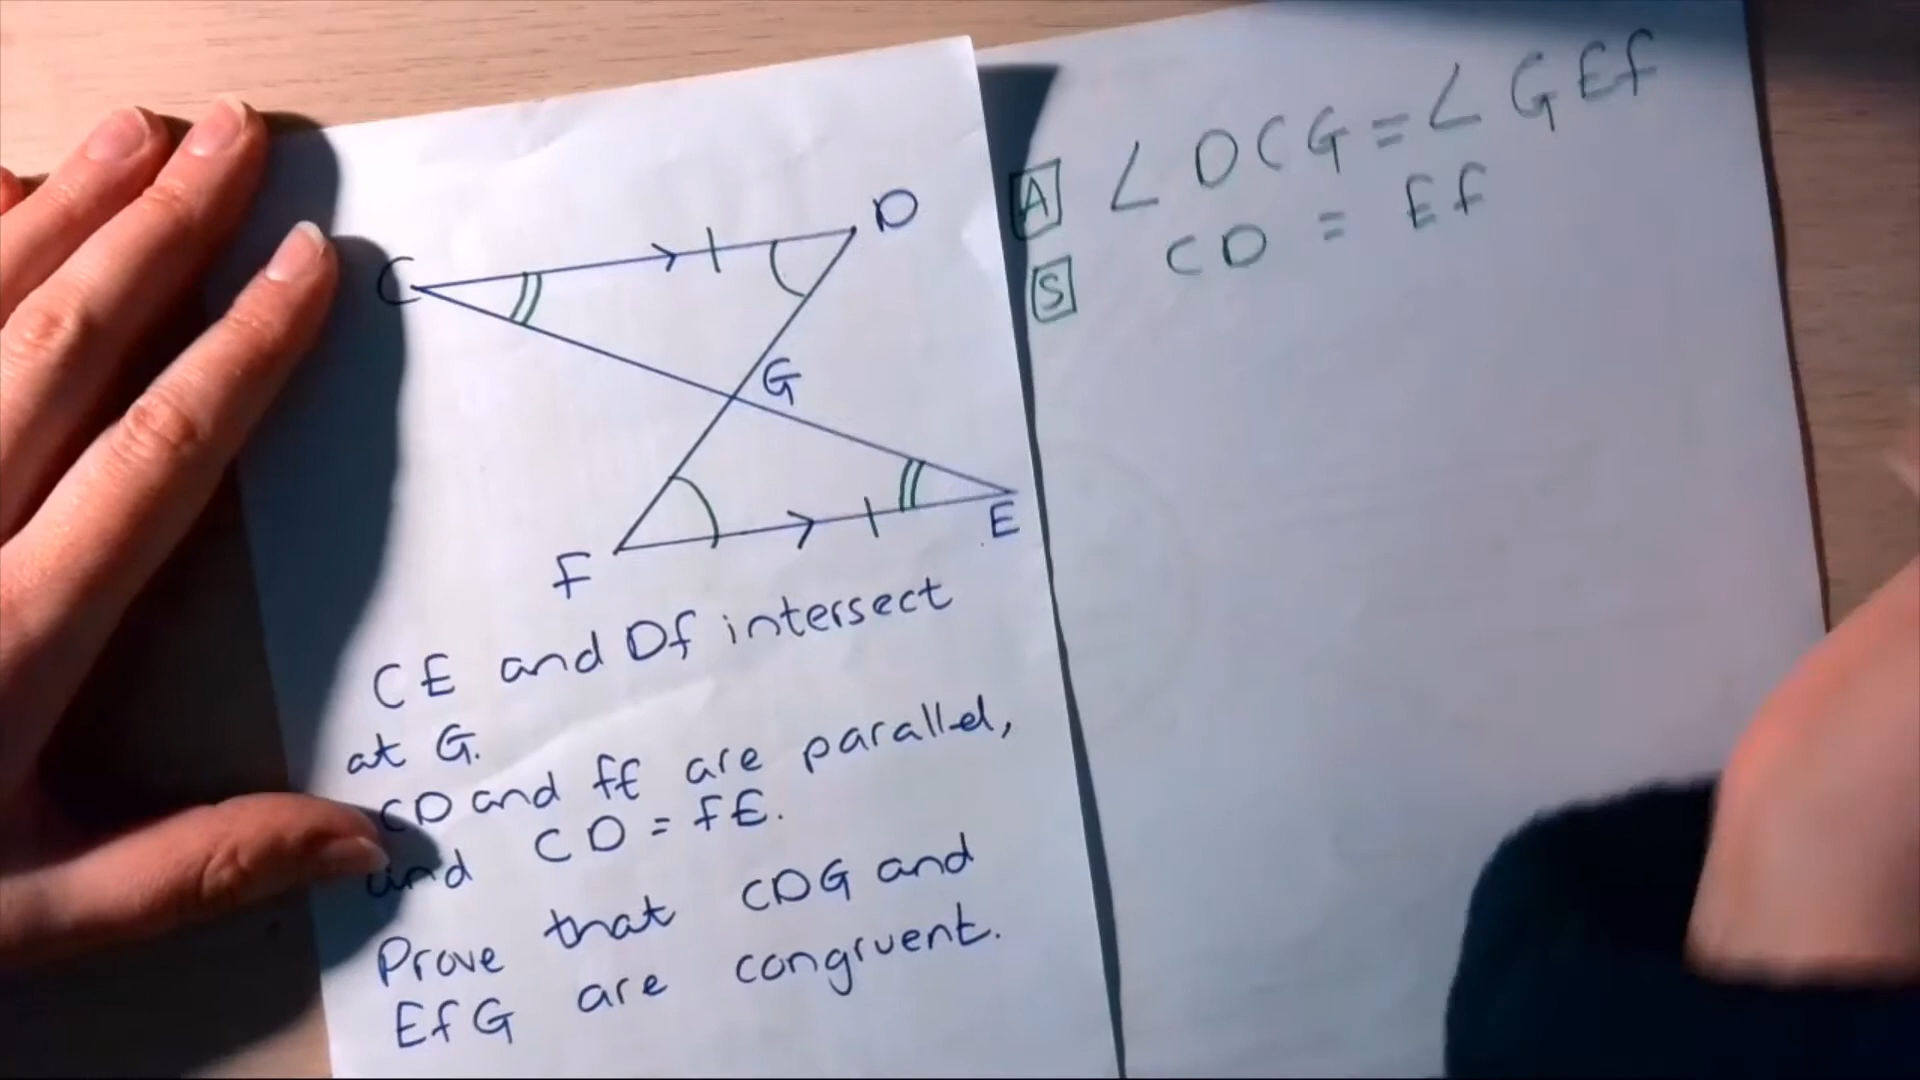 C
D
G
F
E
CE and Df intersect
at G.
CD and fE are parallel,
and CD = fE.
Prove that CDG and
EfG are congruent.
A ∠DCG = ∠GEf
S CD = Ef